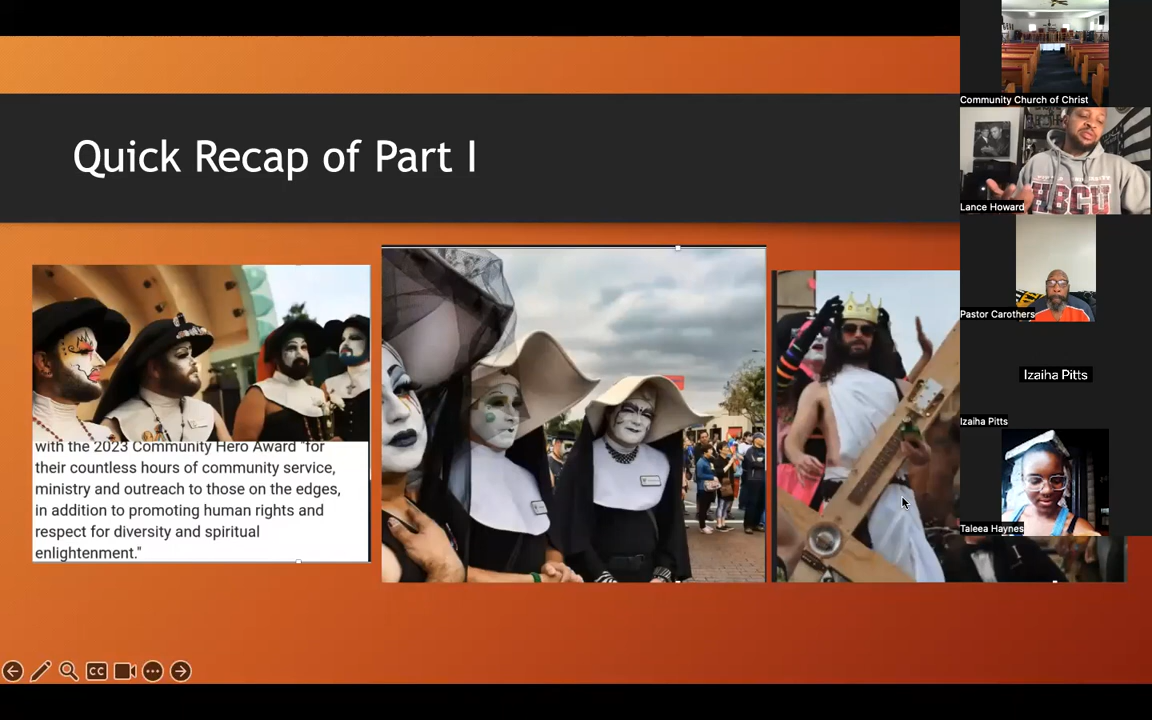 Quick Recap of Part I
with the 2023 Community Hero Award "for
their countless hours of community service,
ministry and outreach to those on the edges,
in addition to promoting human rights and
respect for diversity and spiritual
enlightenment."
CC
Community Church of Christ
HBCU
Lance Howard
Pastor Carothers
Izaiha Pitts
Izaiha Pitts
Taleea Haynes